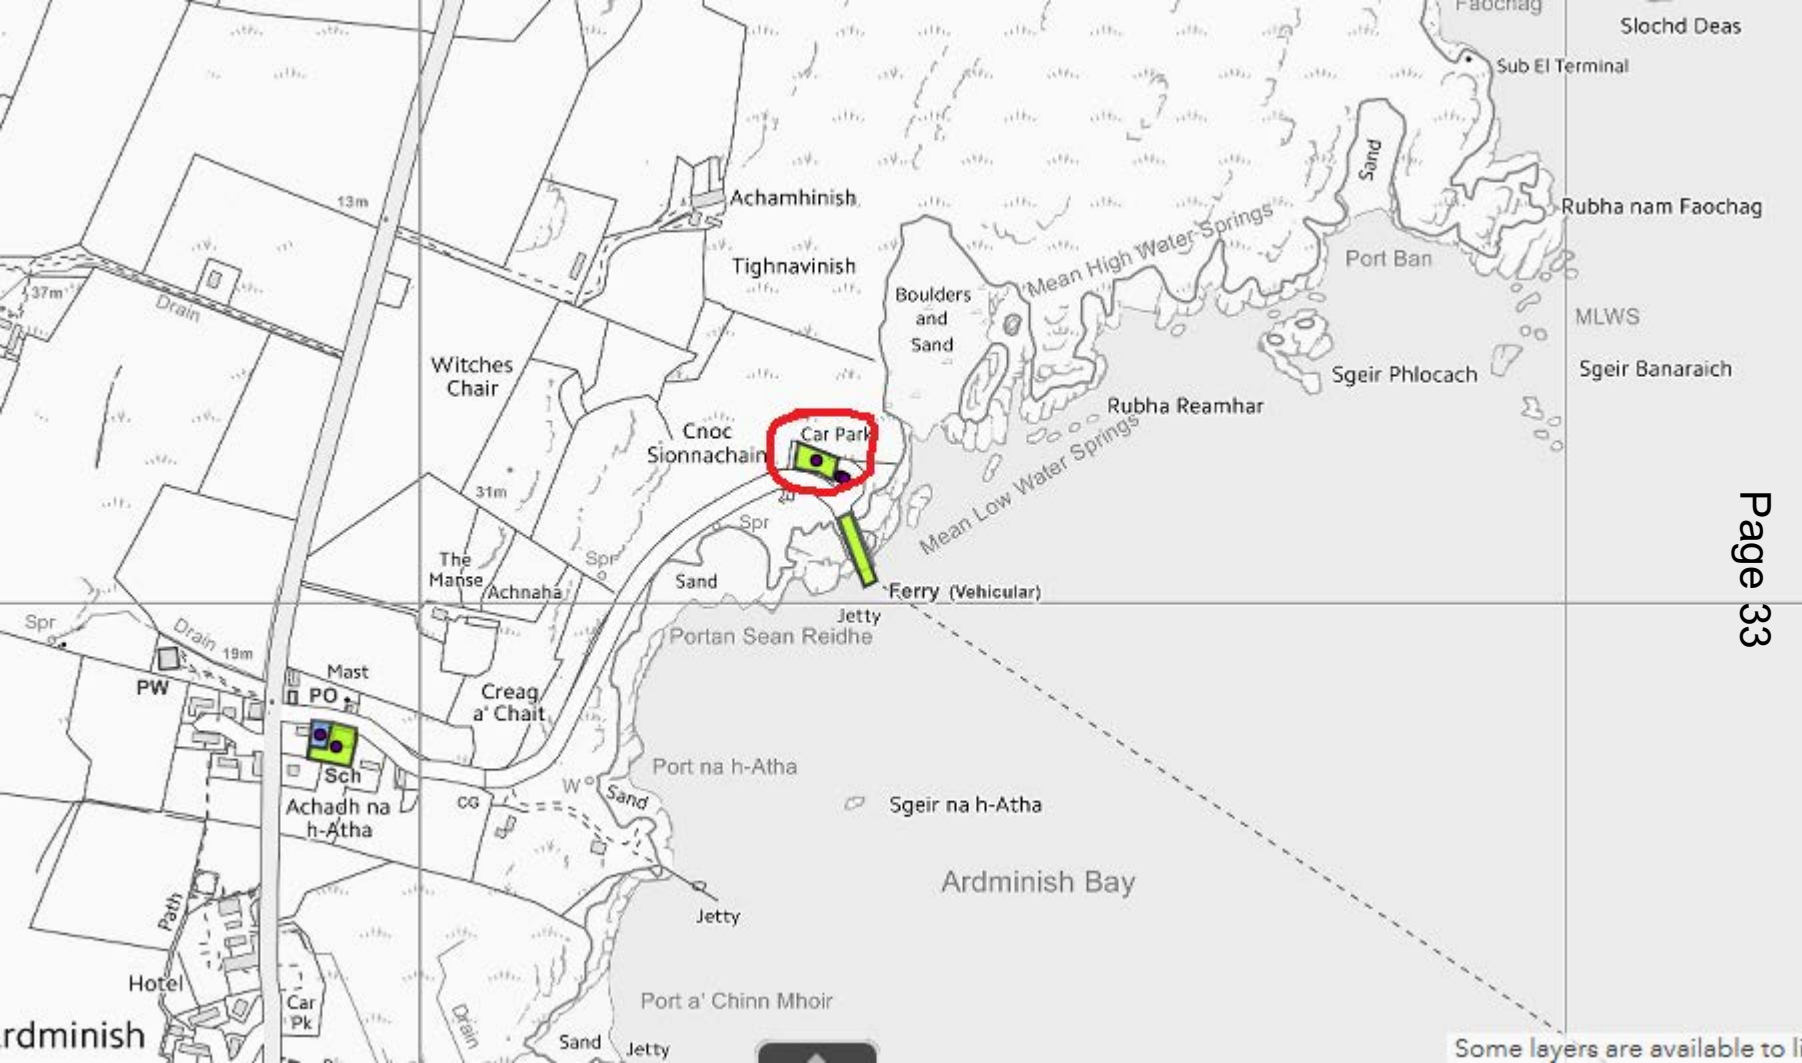 Faochag
Slochd Deas
Sub El Terminal
Sand
Rubha nam Faochag
Achamhinish
13m
Mean High Water Springs
Port Ban
Tighnavinish
37m
Drain
Boulders
and
Sand
MLWS
Witches
Chair
Sgeir Phlocach
Sgeir Banaraich
Rubha Reamhar
Car Park
Cnoc
Sionnachain
31m
Mean Low Water Springs
Page 33
Spr
Spr
The
Manse
Achnaha
Sand
Ferry (Vehicular)
Jetty
Spr
Drain
19m
Portan Sean Reidhe
PW
Mast
PO
Creag
a' Chait
Port na h-Atha
Sch
W
Sand
CG
Achadh na
h-Atha
Sgeir na h-Atha
Ardminish Bay
Path
Jetty
Hotel
Car
Pk
Port a' Chinn Mhoir
Drain
rdminish
Sand
Jetty
Some layers are available to li